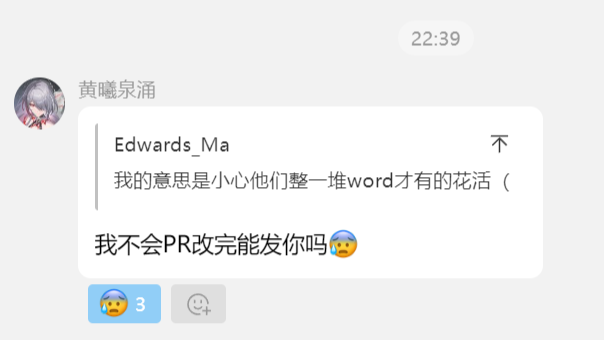 22:39
黄曦泉涌
Edwards_Ma
我的意思是小心他们整一堆word才有的花活（
我不会PR改完能发你吗😰
😰 3